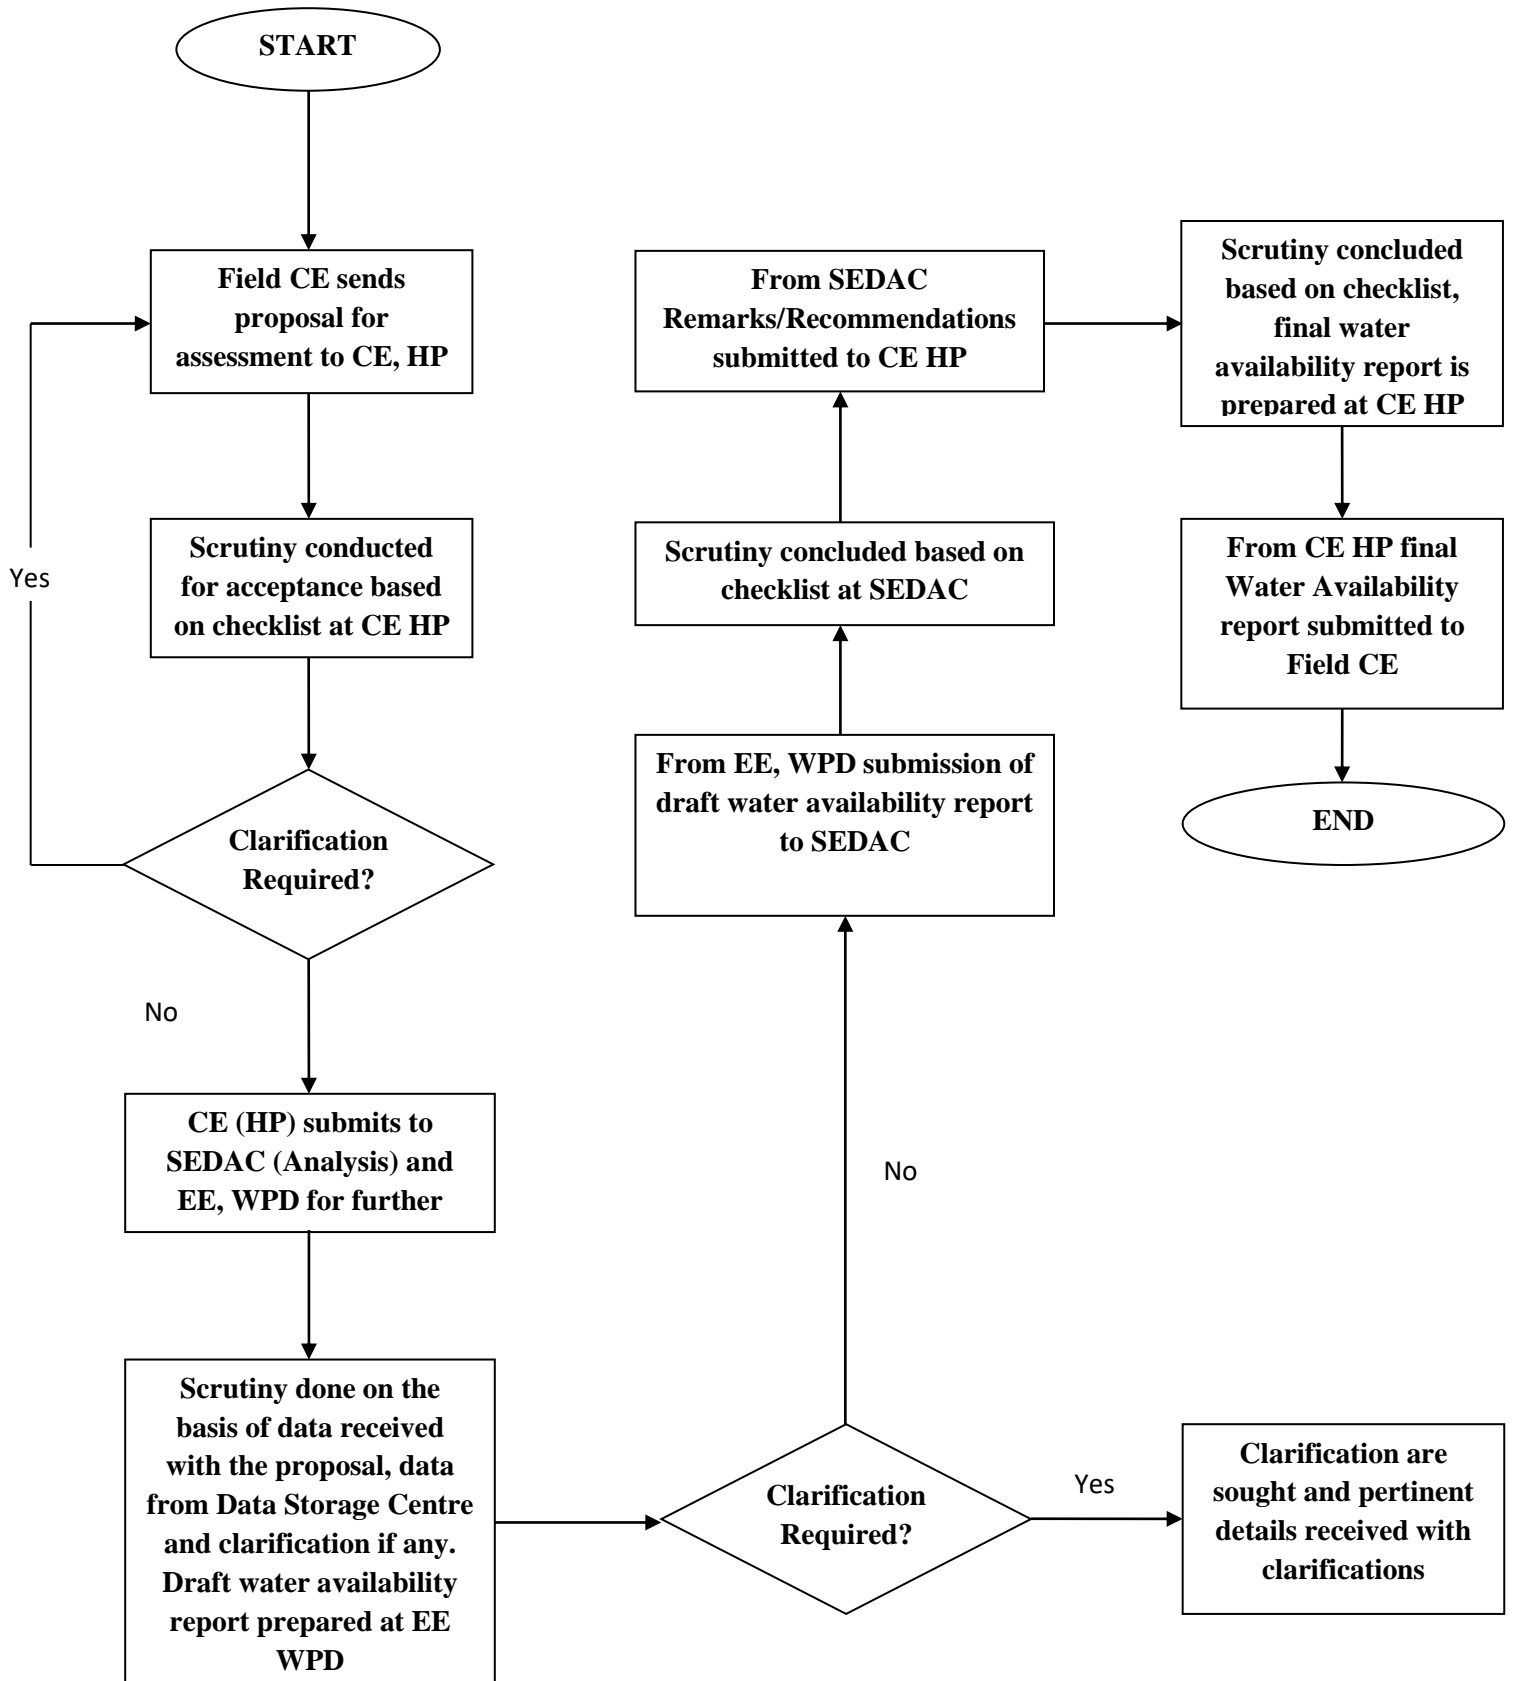 START
Field CE sends
proposal for
assessment to CE, HP
Scrutiny conducted
for acceptance based
on checklist at CE HP
Yes
Clarification
Required?
No
CE (HP) submits to
SEDAC (Analysis) and
EE, WPD for further
Scrutiny done on the
basis of data received
with the proposal, data
from Data Storage Centre
and clarification if any.
Draft water availability
report prepared at EE
WPD
Clarification
Required?
Yes
Clarification are
sought and pertinent
details received with
clarifications
No
From EE, WPD submission of
draft water availability report
to SEDAC
Scrutiny concluded based on
checklist at SEDAC
From SEDAC
Remarks/Recommendations
submitted to CE HP
Scrutiny concluded
based on checklist,
final water
availability report is
prepared at CE HP
From CE HP final
Water Availability
report submitted to
Field CE
END